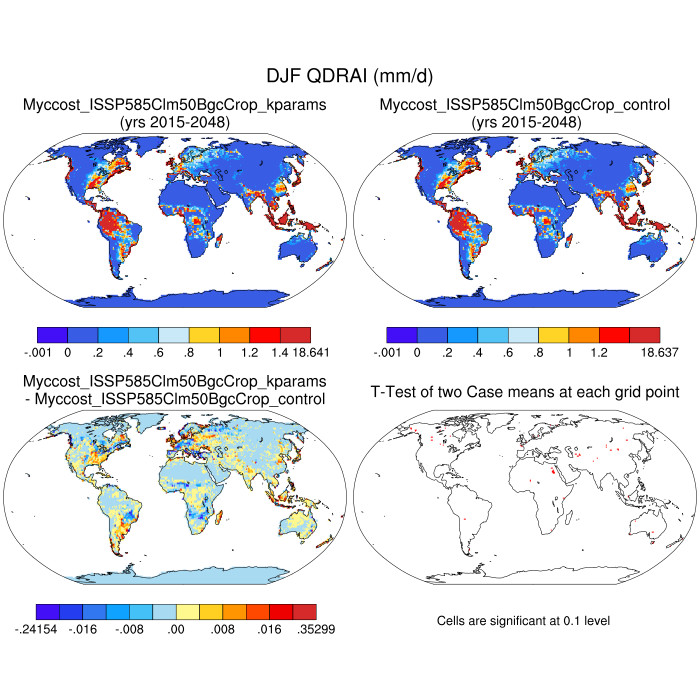 DJF QDRAI (mm/d)
Myccost_ISSP585Clm50BgcCrop_kparams
(yrs 2015-2048)
Myccost_ISSP585Clm50BgcCrop_control
(yrs 2015-2048)
-.001 0 .2 .4 .6 .8 1 1.2 1.4 18.641
-.001 0 .2 .4 .6 .8 1 1.2 18.637
Myccost_ISSP585Clm50BgcCrop_kparams
- Myccost_ISSP585Clm50BgcCrop_control
T-Test of two Case means at each grid point
-.24154 -.016 -.008 .00 .008 .016 .35299
Cells are significant at 0.1 level